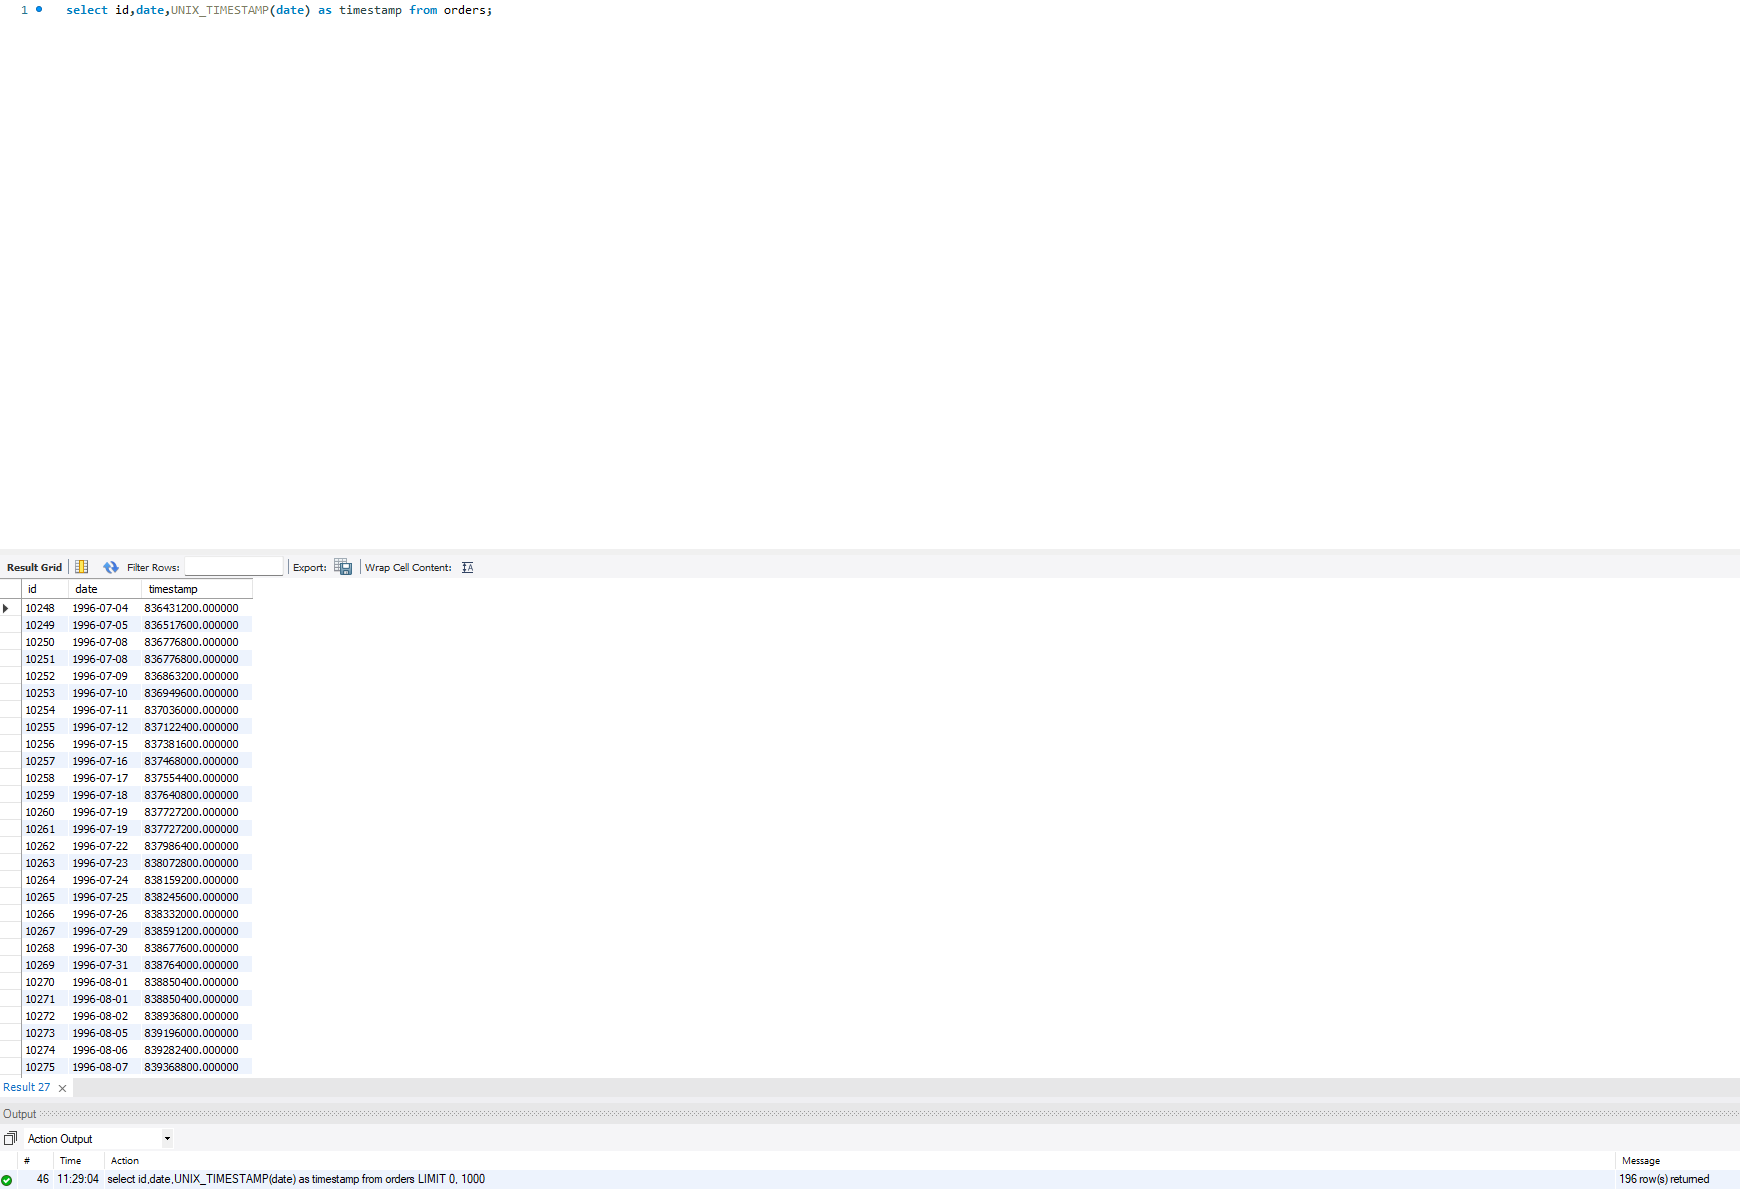 1 select id,date,UNIX_TIMESTAMP(date) as timestamp from orders;
Result Grid Filter Rows: Export: Wrap Cell Content:
id date timestamp
10248 1996-07-04 836431200.000000
10249 1996-07-05 836517600.000000
10250 1996-07-08 836776800.000000
10251 1996-07-08 836776800.000000
10252 1996-07-09 836863200.000000
10253 1996-07-10 836949600.000000
10254 1996-07-11 837036000.000000
10255 1996-07-12 837122400.000000
10256 1996-07-15 837381600.000000
10257 1996-07-16 837468000.000000
10258 1996-07-17 837554400.000000
10259 1996-07-18 837640800.000000
10260 1996-07-19 837727200.000000
10261 1996-07-19 837727200.000000
10262 1996-07-22 837986400.000000
10263 1996-07-23 838072800.000000
10264 1996-07-24 838159200.000000
10265 1996-07-25 838245600.000000
10266 1996-07-26 838332000.000000
10267 1996-07-29 838591200.000000
10268 1996-07-30 838677600.000000
10269 1996-07-31 838764000.000000
10270 1996-08-01 838850400.000000
10271 1996-08-01 838850400.000000
10272 1996-08-02 838936800.000000
10273 1996-08-05 839196000.000000
10274 1996-08-06 839282400.000000
10275 1996-08-07 839368800.000000
Result 27
Output
Action Output
# Time Action Message
46 11:29:04 select id,date,UNIX_TIMESTAMP(date) as timestamp from orders LIMIT 0, 1000 196 row(s) returned